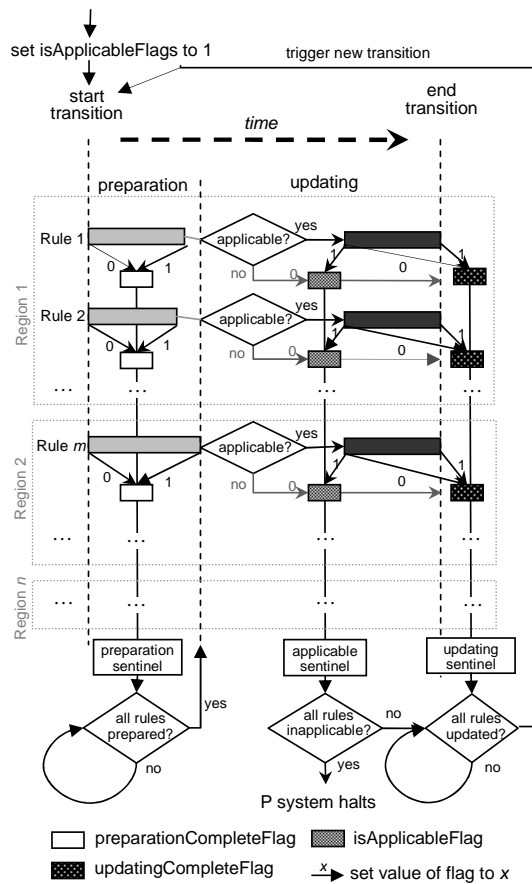 set isApplicableFlags to 1
trigger new transition
start
transition
end
transition
time
preparation
updating
Region 1
Rule 1
applicable?
yes
no
0
1
0
1
0
1
Rule 2
applicable?
yes
no
0
1
0
1
0
1
...
...
...
...
Region 2
Rule m
applicable?
yes
no
0
1
0
1
0
1
...
...
...
...
Region n
...
...
...
...
preparation
sentinel
applicable
sentinel
updating
sentinel
all rules
prepared?
yes
no
all rules
inapplicable?
no
yes
all rules
updated?
no
P system halts
preparationCompleteFlag
isApplicableFlag
updatingCompleteFlag
x
set value of flag to x